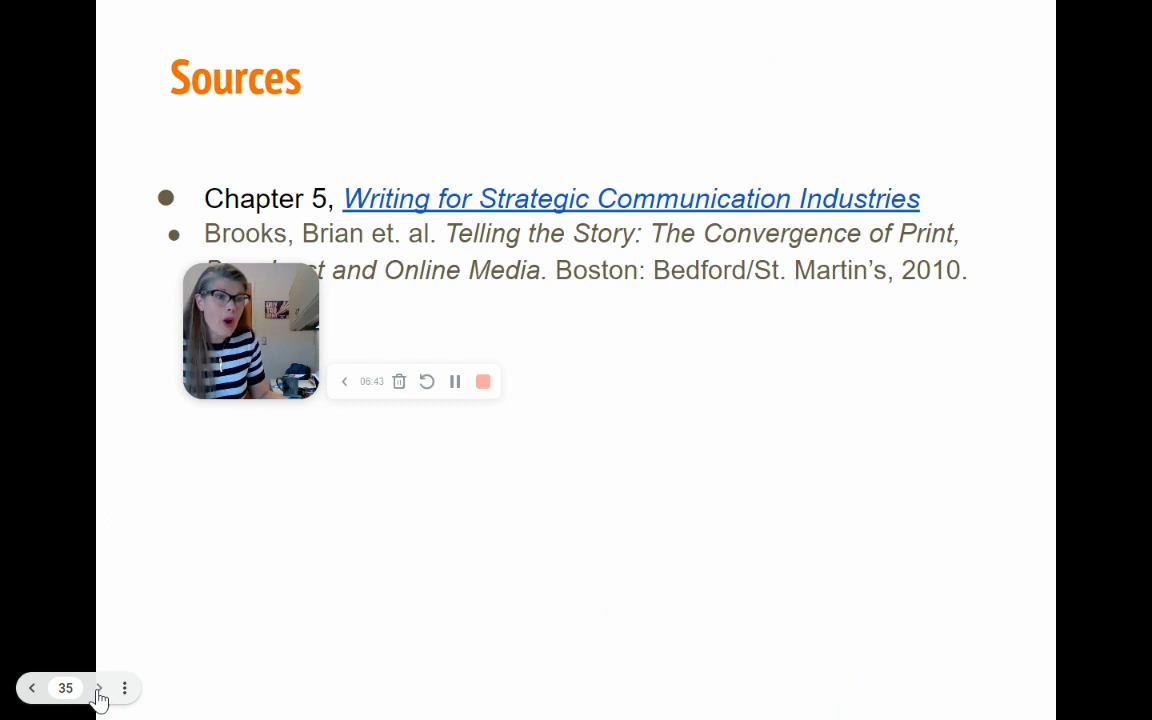 Sources
Chapter 5, Writing for Strategic Communication Industries
Brooks, Brian et. al. Telling the Story: The Convergence of Print,
and Online Media. Boston: Bedford/St. Martin's, 2010.
06:43
35